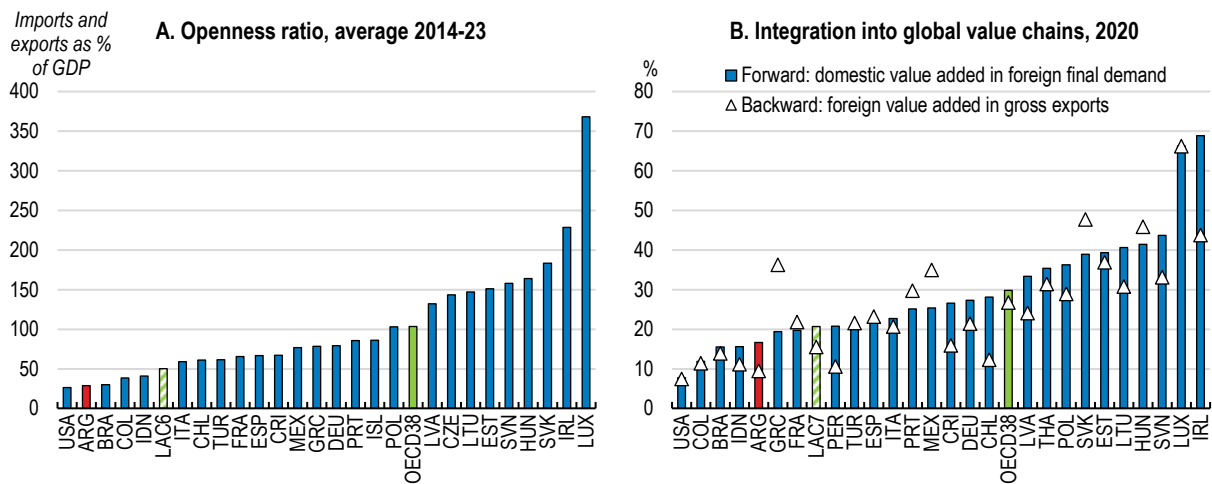 Imports and
exports as %
of GDP
A. Openness ratio, average 2014-23
400
350
300
250
200
150
100
50
0
USA
ARG
BRA
COL
IDN
LAC6
ITA
CHL
TUR
FRA
ESP
CRI
MEX
GRC
DEU
PRT
ISL
POL
OECD38
LVA
CZE
LTU
EST
SVN
HUN
SVK
IRL
LUX
B. Integration into global value chains, 2020
%
Forward: domestic value added in foreign final demand
Backward: foreign value added in gross exports
80
70
60
50
40
30
20
10
0
USA
COL
BRA
IDN
ARG
GRC
FRA
LAC7
PER
TUR
ESP
ITA
PRT
MEX
CRI
DEU
CHL
OECD38
LVA
THA
POL
SVK
EST
LTU
HUN
SVN
LUX
IRL